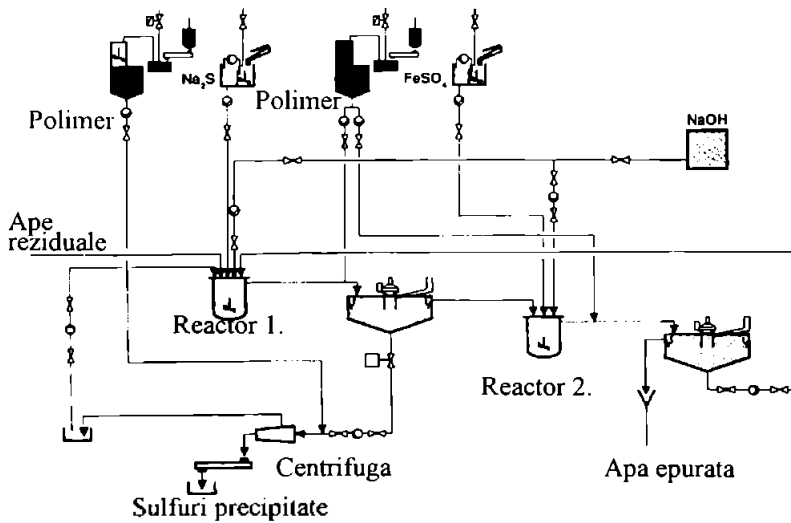 Na₂S
FeSO₄
Polimer
Polimer
NaOH
Ape
reziduale
Reactor 1.
Reactor 2.
Centrifuga
Apa epurata
Sulfuri precipitate